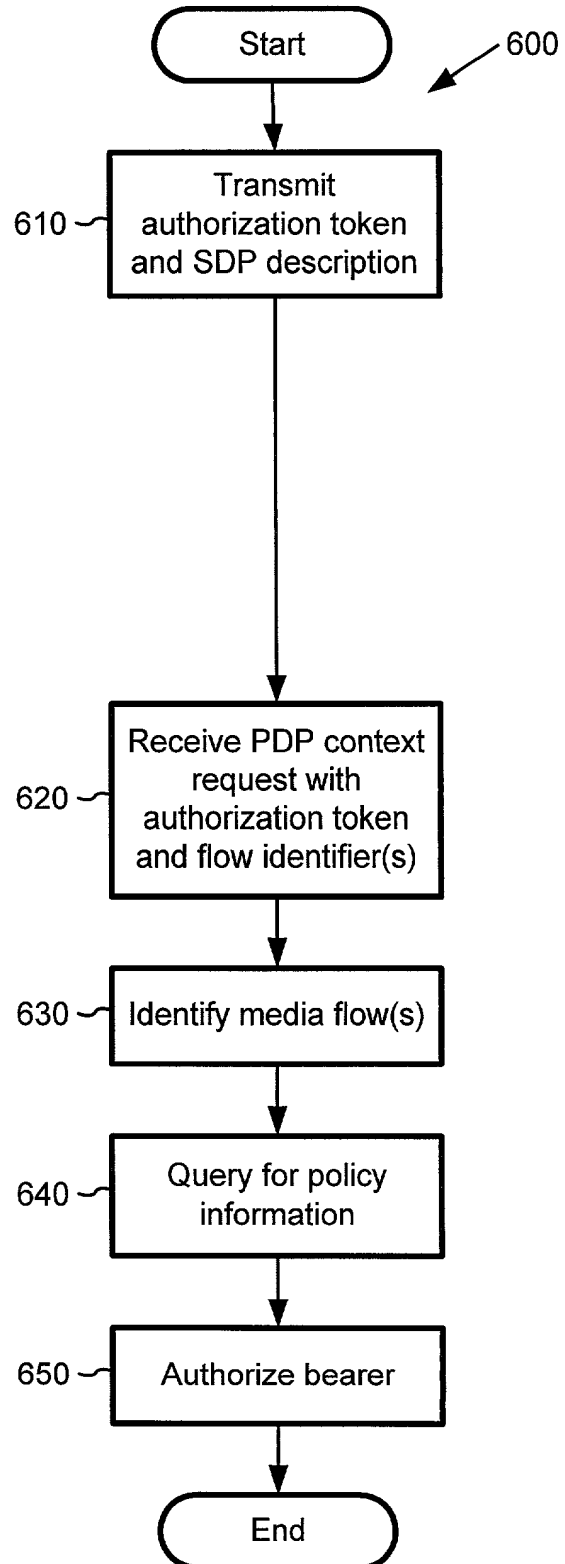 Start
600
610
Transmit
authorization token
and SDP description
620
Receive PDP context
request with
authorization token
and flow identifier(s)
630
Identify media flow(s)
640
Query for policy
information
650
Authorize bearer
End